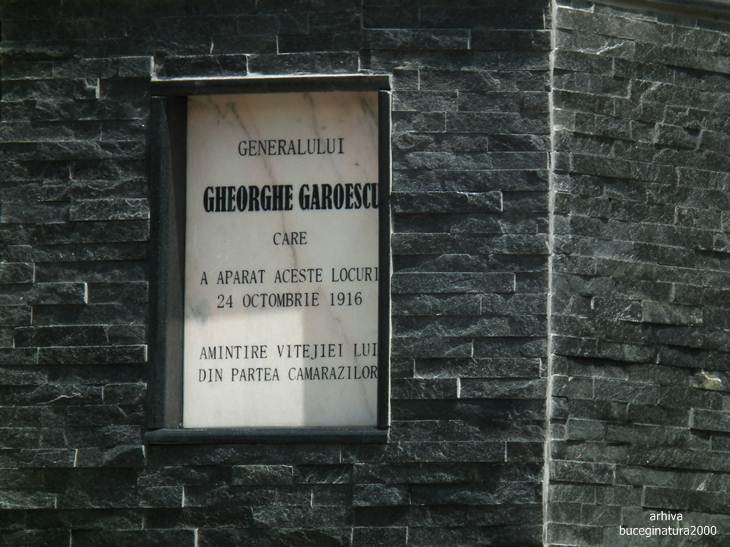 GENERALULUI
GHEORGHE GAROESCU
CARE
A APARAT ACESTE LOCURI
24 OCTOMBRIE 1916
AMINTIRE VITEJIEI LUI
DIN PARTEA CAMARAZILOR
arhiva
buceginatura2000